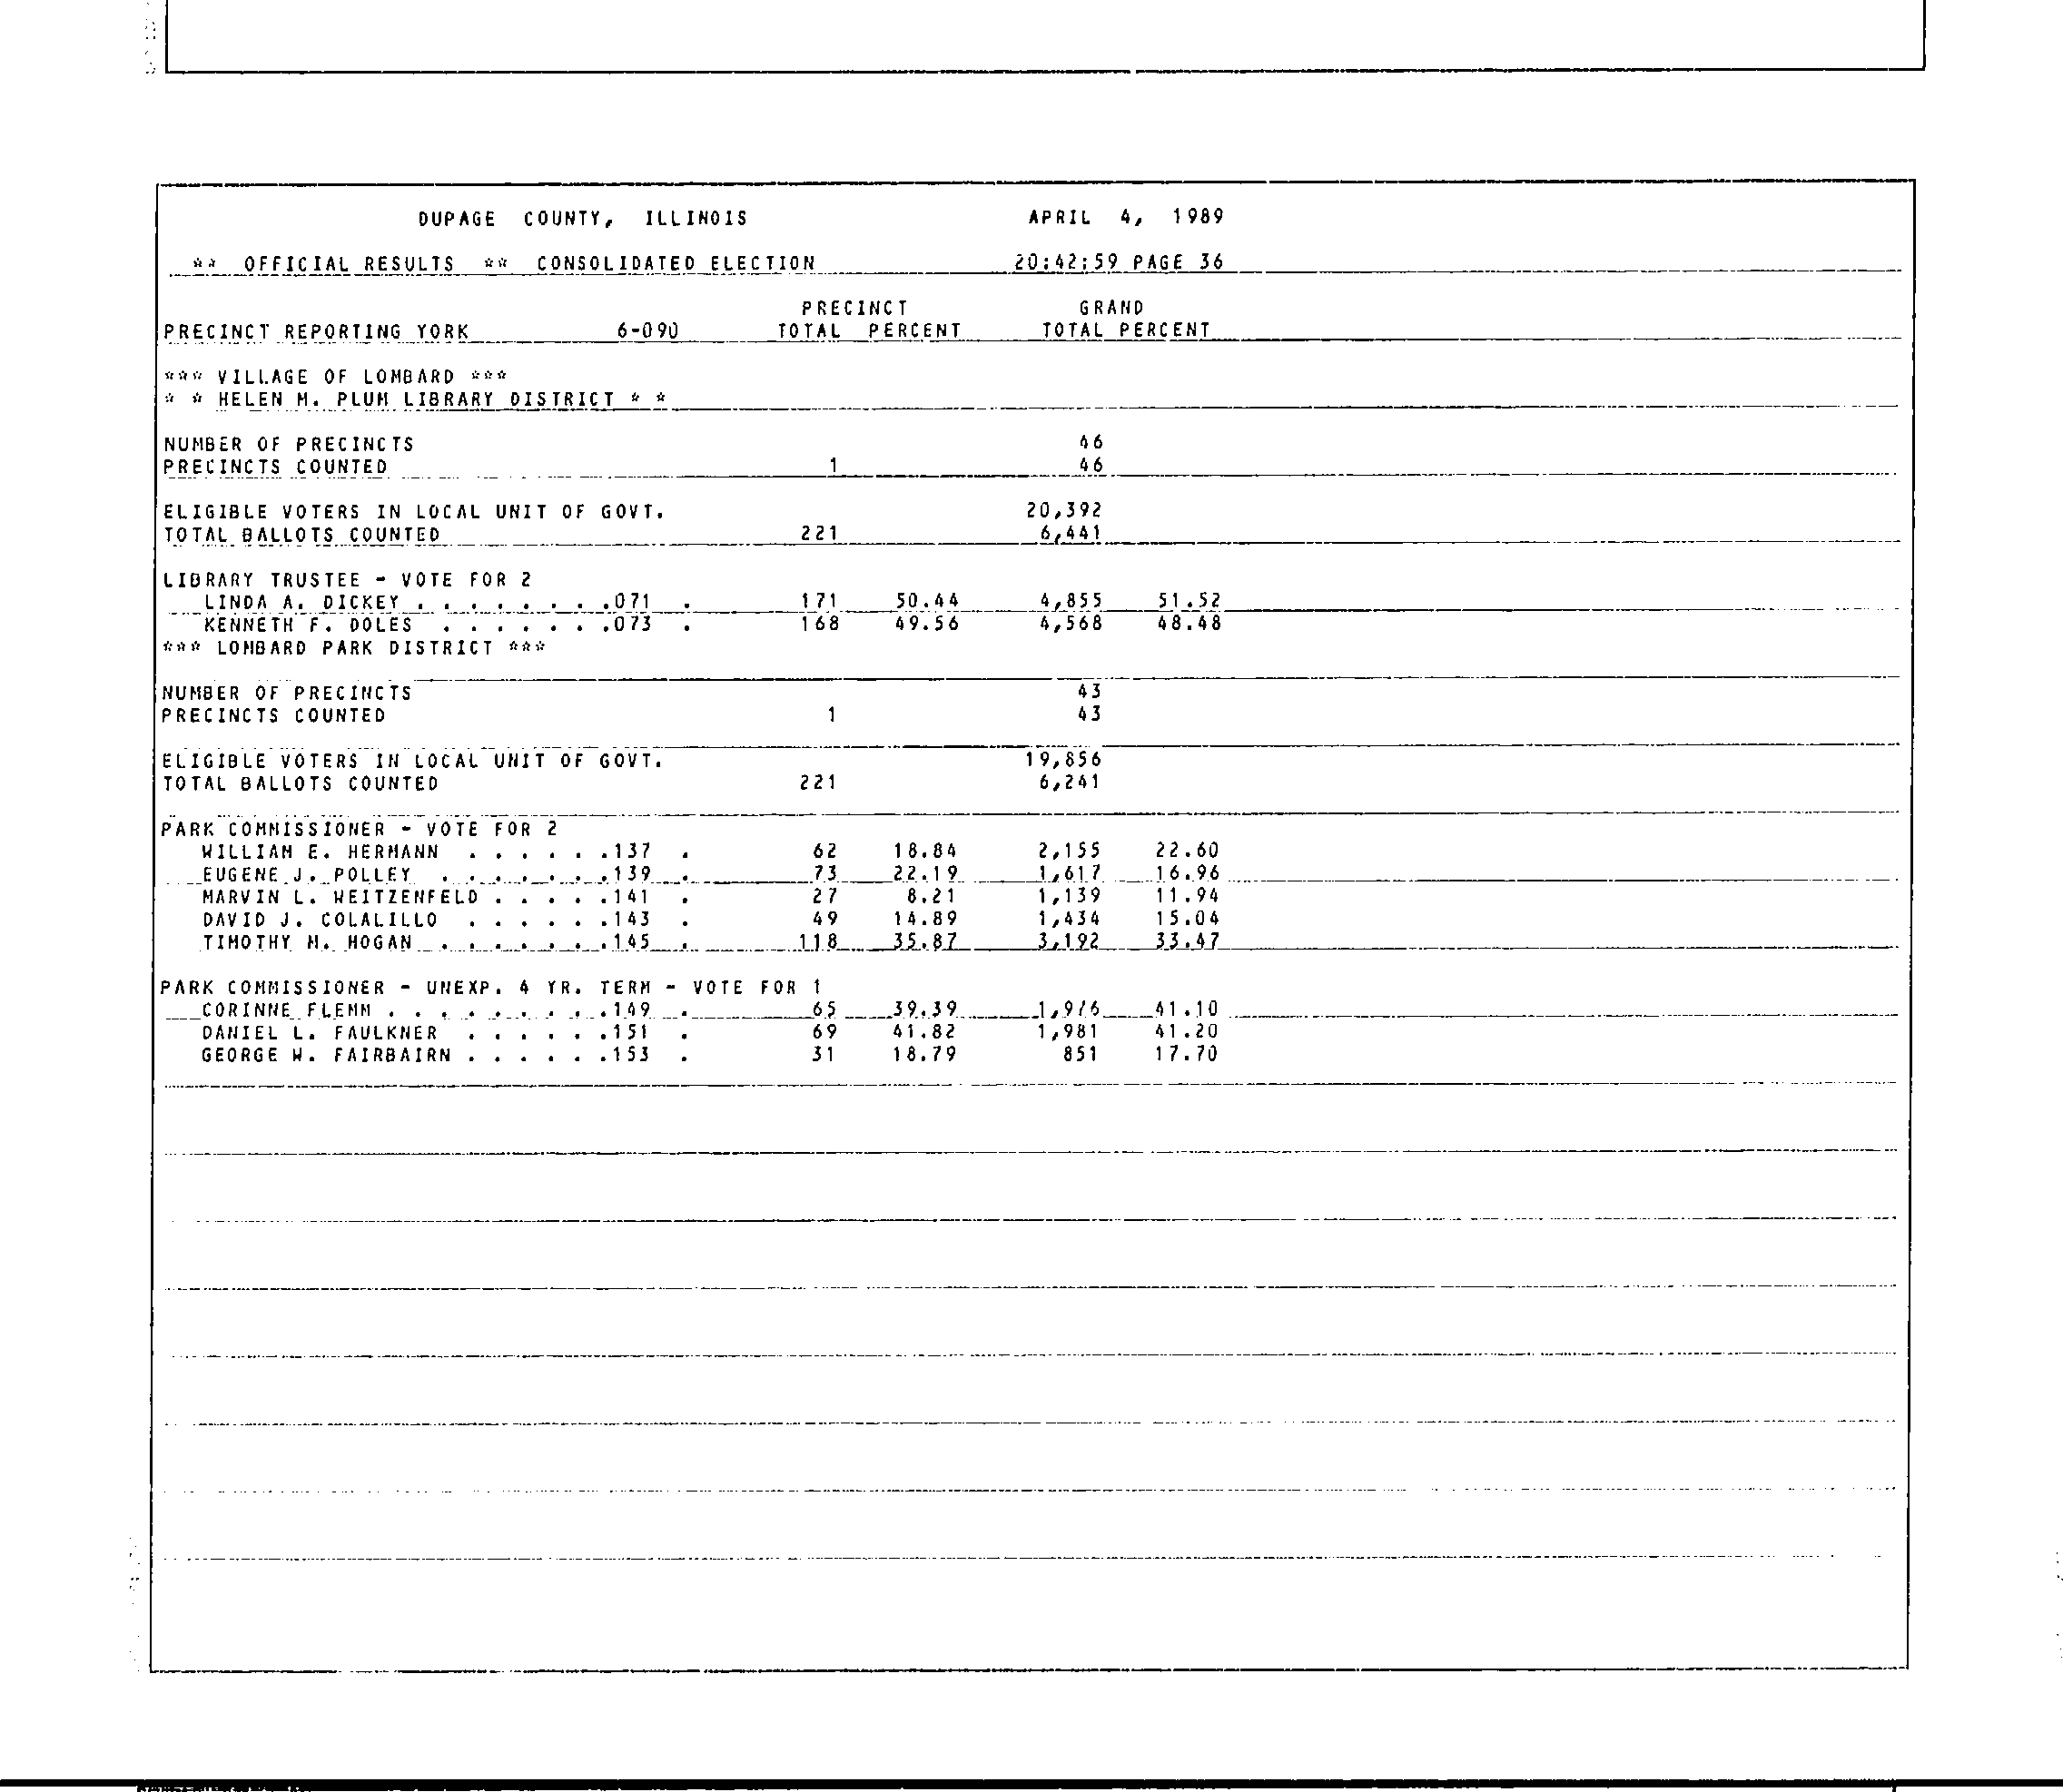 DUPAGE COUNTY, ILLINOIS APRIL 4, 1989
** OFFICIAL RESULTS ** CONSOLIDATED ELECTION 20:42:59 PAGE 36
PRECINCT GRAND
PRECINCT REPORTING YORK 6-090 TOTAL PERCENT TOTAL PERCENT
*** VILLAGE OF LOMBARD ***
* * HELEN M. PLUM LIBRARY DISTRICT * *
NUMBER OF PRECINCTS 46
PRECINCTS COUNTED 1 46
ELIGIBLE VOTERS IN LOCAL UNIT OF GOVT. 20,392
TOTAL BALLOTS COUNTED 221 6,441
LIBRARY TRUSTEE - VOTE FOR 2
LINDA A. DICKEY . . . . . . . .071 . 171 50.44 4,855 51.52
KENNETH F. DOLES . . . . . . .073 . 168 49.56 4,568 48.48
*** LOMBARD PARK DISTRICT ***
NUMBER OF PRECINCTS 43
PRECINCTS COUNTED 1 43
ELIGIBLE VOTERS IN LOCAL UNIT OF GOVT. 19,856
TOTAL BALLOTS COUNTED 221 6,241
PARK COMMISSIONER - VOTE FOR 2
WILLIAM E. HERMANN . . . . . .137 . 62 18.84 2,155 22.60
EUGENE J. POLLEY . . . . . . .139 . 73 22.19 1,617 16.96
MARVIN L. WEITZENFELD . . . . .141 . 27 8.21 1,139 11.94
DAVID J. COLALILLO . . . . . .143 . 49 14.89 1,434 15.04
TIMOTHY M. HOGAN . . . . . . .145 . 118 35.87 3,192 33.47
PARK COMMISSIONER - UNEXP. 4 YR. TERM - VOTE FOR 1
CORINNE FLEMM . . . . . . . . .149 . 65 39.39 1,976 41.10
DANIEL L. FAULKNER . . . . . .151 . 69 41.82 1,981 41.20
GEORGE W. FAIRBAIRN . . . . . .153 . 31 18.79 851 17.70